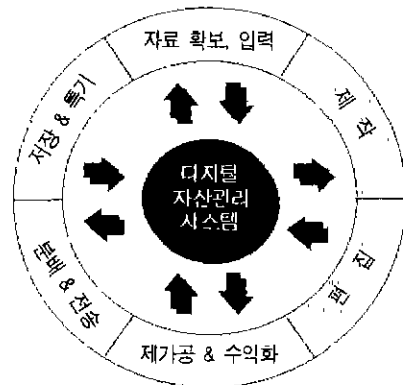 자료 확보, 입력
제 작
편 집
제가공 & 수익화
분배 & 전송
저장 & 특기
디지털
자산관리
시스템